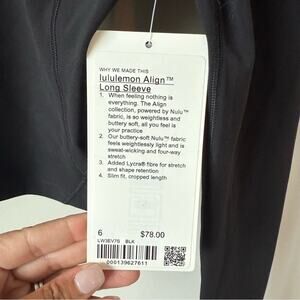 WHY WE MADE THIS
lululemon Align™
Long Sleeve
1. When feeling nothing is
everything. The Align
collection, powered by Nulu™
fabric, is so weightless and
buttery soft, all you feel is
your practice
2. Our buttery-soft Nulu™ fabric
feels weightlessly light and is
sweat-wicking and four-way
stretch
3. Added Lycra® fibre for stretch
and shape retention
4. Slim fit, cropped length
6 $78.00
LW3EV7S BLK
000139627611